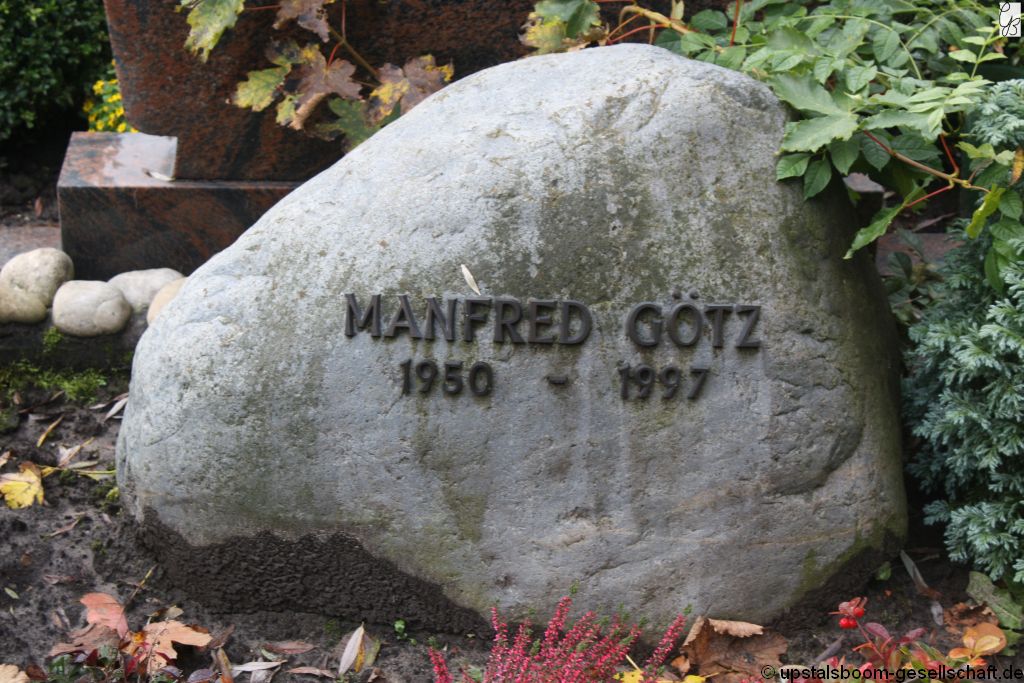 MANFRED GÖTZ
1950 - 1997
© upstalsboom-gesellschaft.de